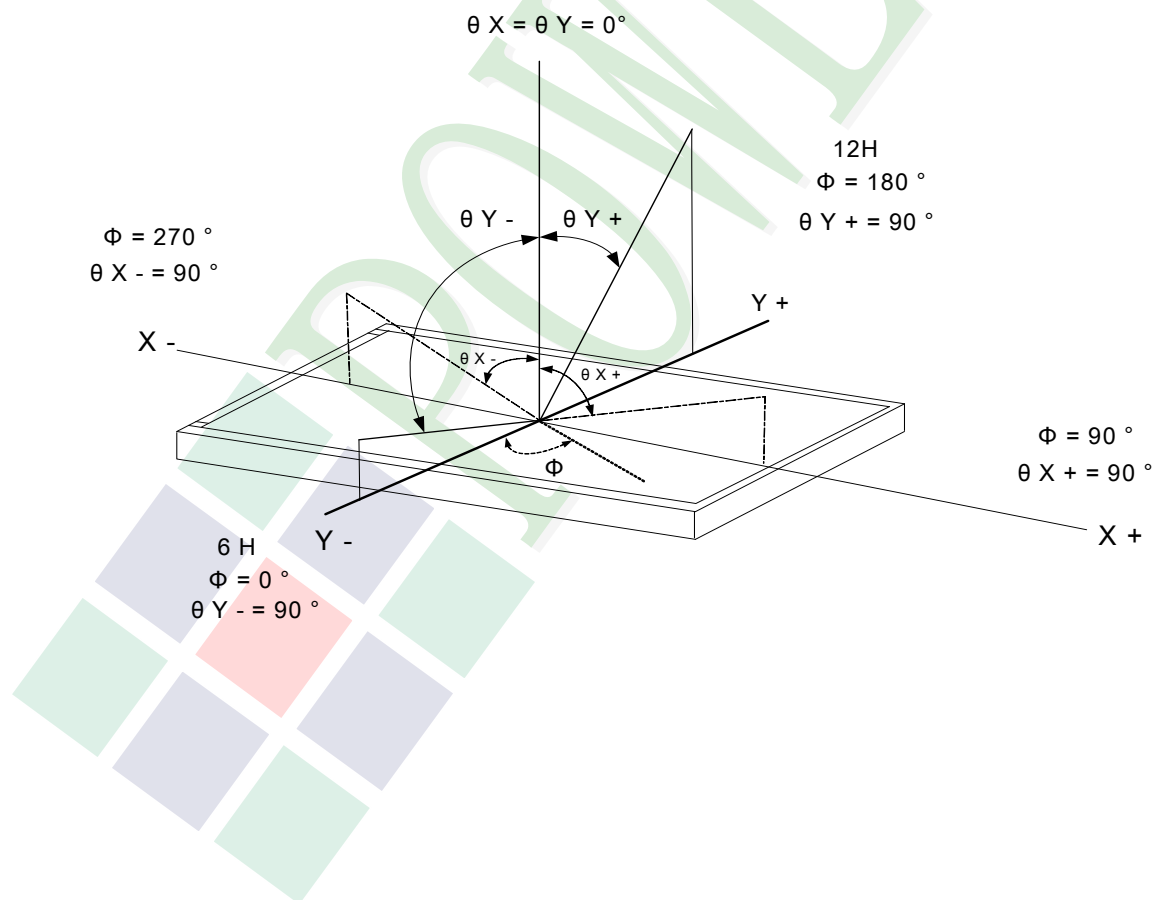 θ X = θ Y = 0°
12H
Φ = 180 °
θ Y + = 90 °
θ Y -
θ Y +
Φ = 270 °
θ X - = 90 °
Y +
X -
θ X -
θ X +
Φ = 90 °
θ X + = 90 °
Φ
X +
Y -
6 H
Φ = 0 °
θ Y - = 90 °